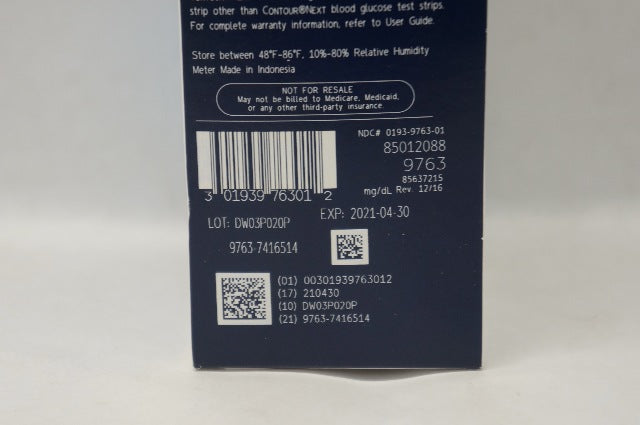 strip other than CONTOUR®NEXT blood glucose test strips.
For complete warranty information, refer to User Guide.
Store between 48°F-86°F, 10%-80% Relative Humidity
Meter Made in Indonesia
NOT FOR RESALE
May not be billed to Medicare, Medicaid,
or any other third-party insurance.
NDC# 0193-9763-01
85012088
9763
85637215
mg/dL Rev. 12/16
3 01939 76301 2
LOT: DW03P020P
EXP: 2021-04-30
9763-7416514
(01) 00301939763012
(17) 210430
(10) DW03P020P
(21) 9763-7416514